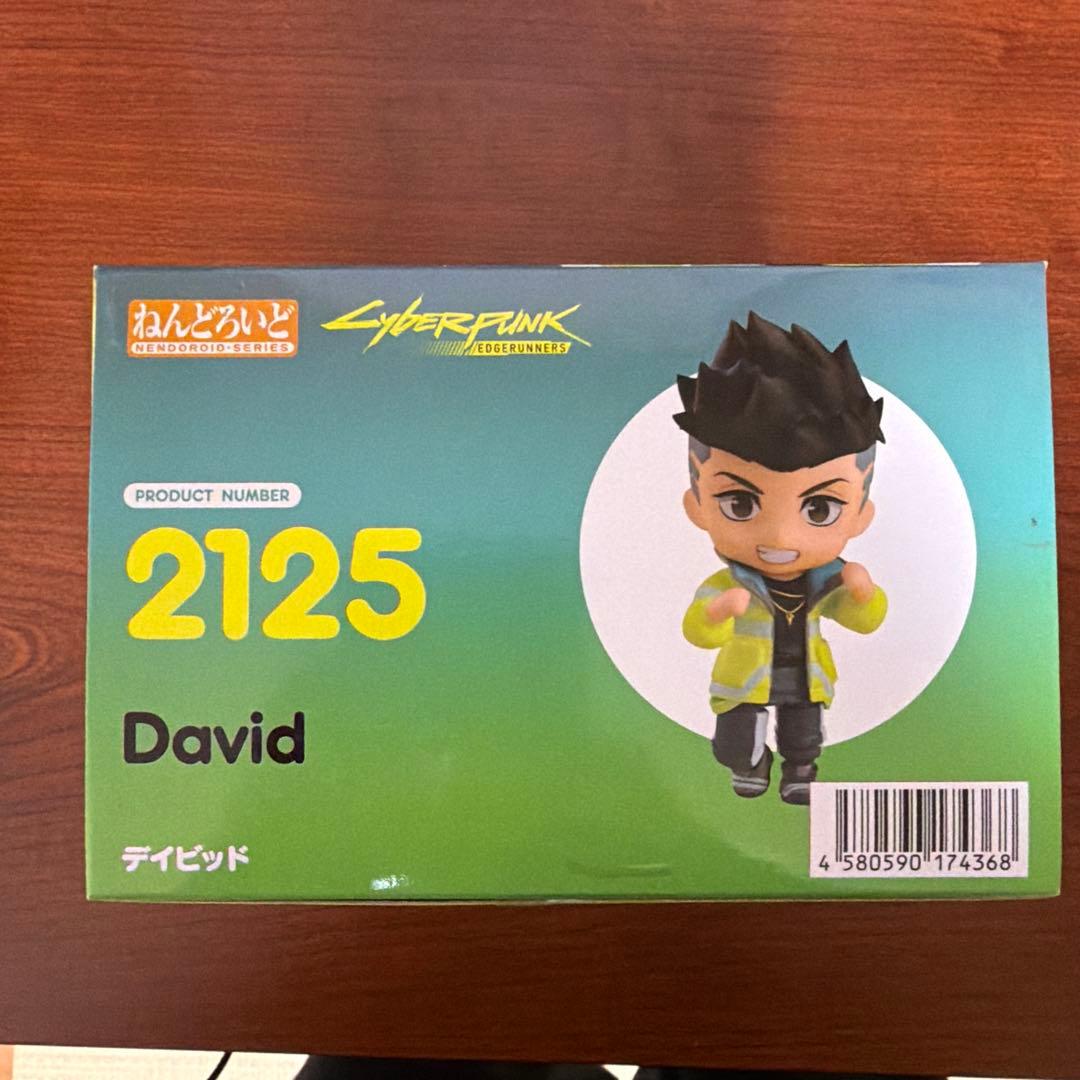 ねんどろいど
NENDOROID·SERIES
CYBERPUNK
EDGERUNNERS
PRODUCT NUMBER
2125
David
デイビッド
4 580590 174368